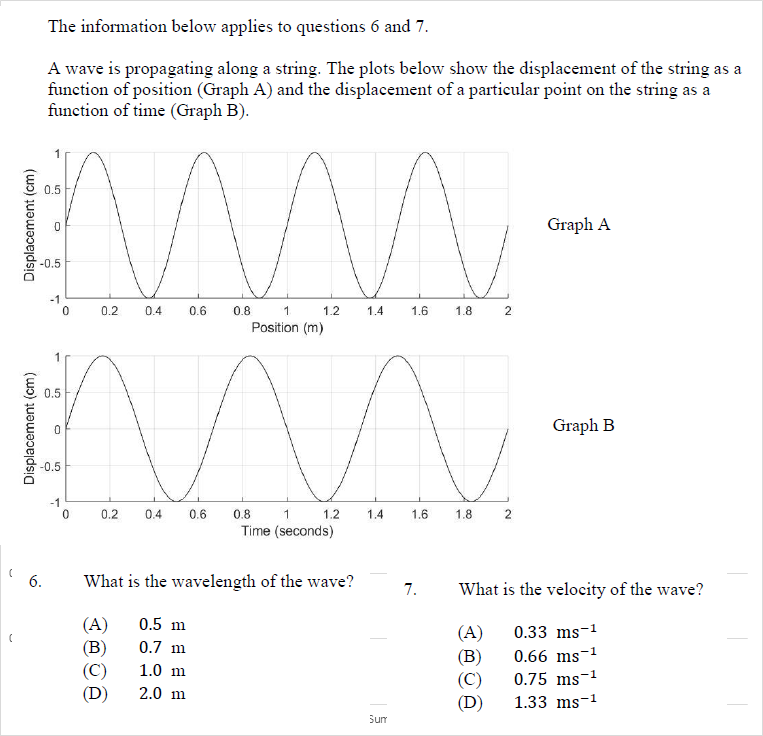 The information below applies to questions 6 and 7.
A wave is propagating along a string. The plots below show the displacement of the string as a
function of position (Graph A) and the displacement of a particular point on the string as a
function of time (Graph B).
Displacement (cm)
1
0.5
0
-0.5
-1
0 0.2 0.4 0.6 0.8 1 1.2 1.4 1.6 1.8 2
Position (m)
Graph A
Displacement (cm)
1
0.5
0
-0.5
-1
0 0.2 0.4 0.6 0.8 1 1.2 1.4 1.6 1.8 2
Time (seconds)
Graph B
6. What is the wavelength of the wave?
(A) 0.5 m
(B) 0.7 m
(C) 1.0 m
(D) 2.0 m
7. What is the velocity of the wave?
(A) 0.33 ms⁻¹
(B) 0.66 ms⁻¹
(C) 0.75 ms⁻¹
(D) 1.33 ms⁻¹